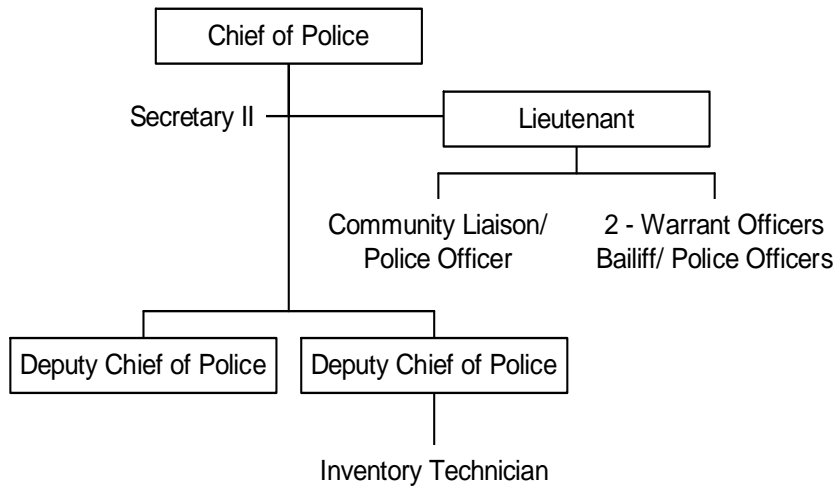 Chief of Police
Secretary II
Lieutenant
Community Liaison/
Police Officer
2 - Warrant Officers
Bailiff/ Police Officers
Deputy Chief of Police
Deputy Chief of Police
Inventory Technician